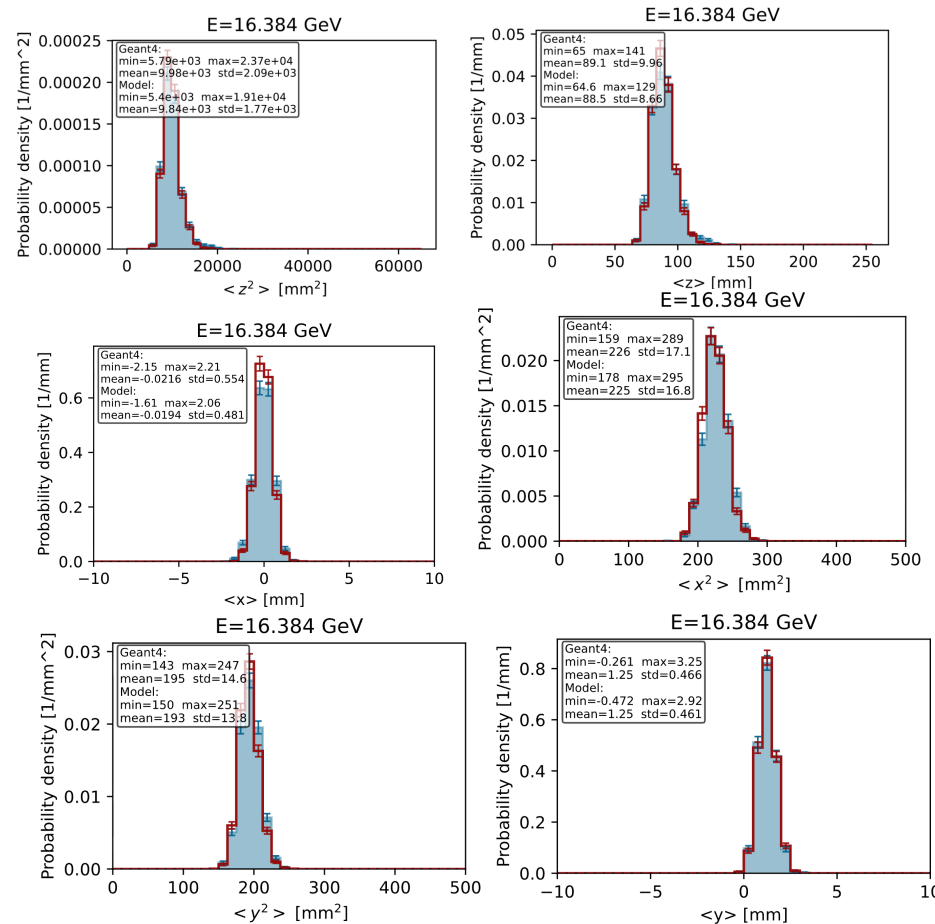 E=16.384 GeV
Probability density [1/mm^2]
0.00025
0.00020
0.00015
0.00010
0.00005
0.00000
Geant4:
min=5.79e+03 max=2.37e+04
mean=9.98e+03 std=2.09e+03
Model:
min=5.4e+03 max=1.91e+04
mean=9.84e+03 std=1.77e+03
0 20000 40000 60000
< z² > [mm²]
E=16.384 GeV
Probability density [1/mm]
0.05
0.04
0.03
0.02
0.01
0.00
Geant4:
min=65 max=141
mean=89.1 std=9.96
Model:
min=64.6 max=129
mean=88.5 std=8.66
0 50 100 150 200 250
<z> [mm]
E=16.384 GeV
Probability density [1/mm]
0.6
0.4
0.2
0.0
Geant4:
min=-2.15 max=2.21
mean=-0.0216 std=0.554
Model:
min=-1.61 max=2.06
mean=-0.0194 std=0.481
−10 −5 0 5 10
<x> [mm]
E=16.384 GeV
Probability density [1/mm^2]
0.020
0.015
0.010
0.005
0.000
Geant4:
min=159 max=289
mean=226 std=17.1
Model:
min=178 max=295
mean=225 std=16.8
0 100 200 300 400 500
< x² > [mm²]
E=16.384 GeV
Probability density [1/mm^2]
0.03
0.02
0.01
0.00
Geant4:
min=143 max=247
mean=195 std=14.6
Model:
min=150 max=251
mean=193 std=13.8
0 100 200 300 400 500
< y² > [mm²]
E=16.384 GeV
Probability density [1/mm]
0.8
0.6
0.4
0.2
0.0
Geant4:
min=-0.261 max=3.25
mean=1.25 std=0.466
Model:
min=-0.472 max=2.92
mean=1.25 std=0.461
−10 −5 0 5 10
<y> [mm]